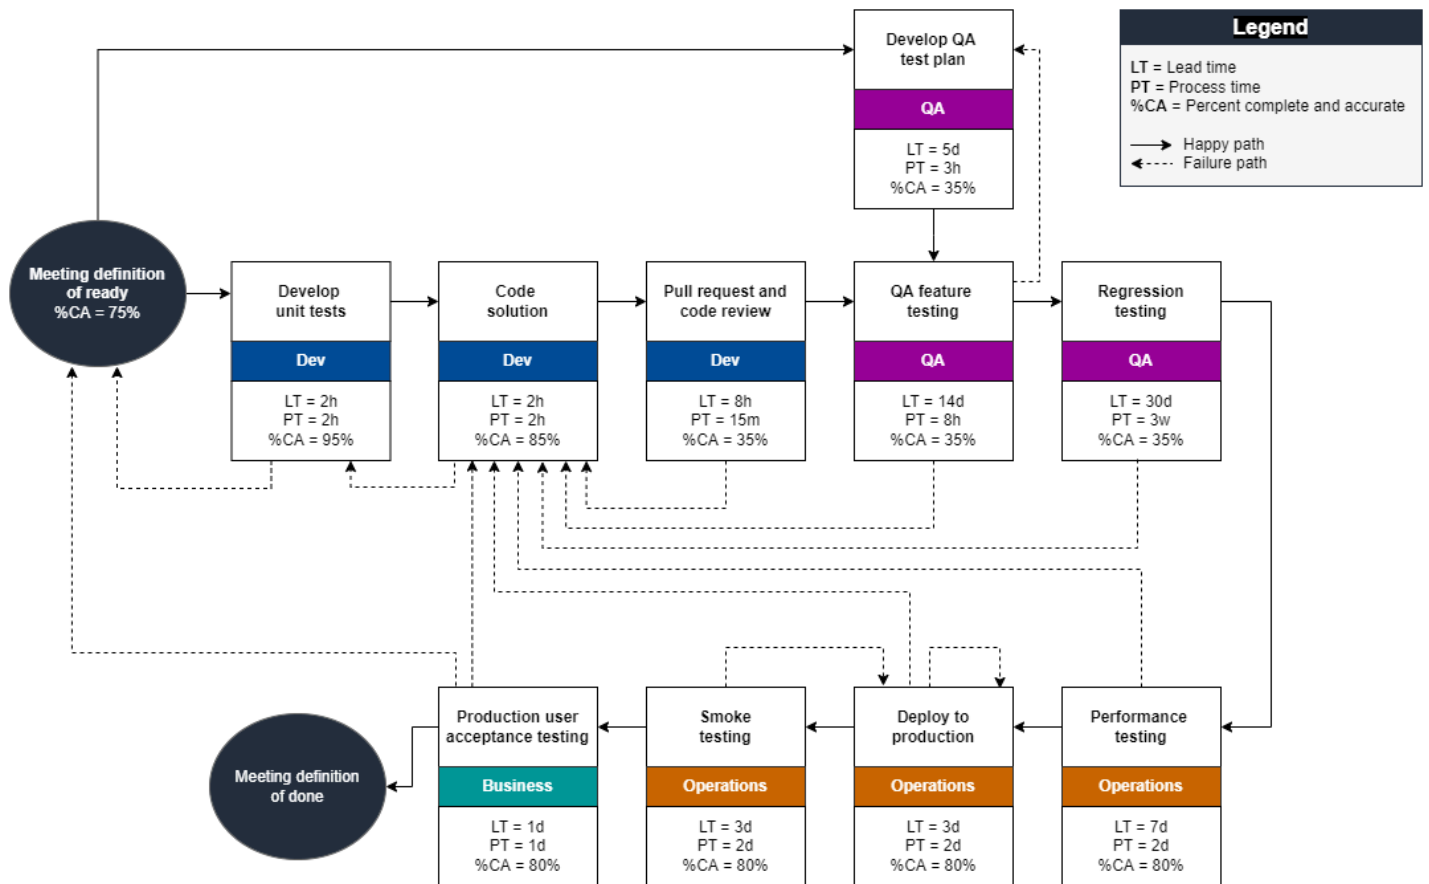 Develop QA
test plan
QA
LT = 5d
PT = 3h
%CA = 35%
Legend
LT = Lead time
PT = Process time
%CA = Percent complete and accurate
Happy path
Failure path
Meeting definition
of ready
%CA = 75%
Develop
unit tests
Dev
LT = 2h
PT = 2h
%CA = 95%
Code
solution
Dev
LT = 2h
PT = 2h
%CA = 85%
Pull request and
code review
Dev
LT = 8h
PT = 15m
%CA = 35%
QA feature
testing
QA
LT = 14d
PT = 8h
%CA = 35%
Regression
testing
QA
LT = 30d
PT = 3w
%CA = 35%
Meeting definition
of done
Production user
acceptance testing
Business
LT = 1d
PT = 1d
%CA = 80%
Smoke
testing
Operations
LT = 3d
PT = 2d
%CA = 80%
Deploy to
production
Operations
LT = 3d
PT = 2d
%CA = 80%
Performance
testing
Operations
LT = 7d
PT = 2d
%CA = 80%